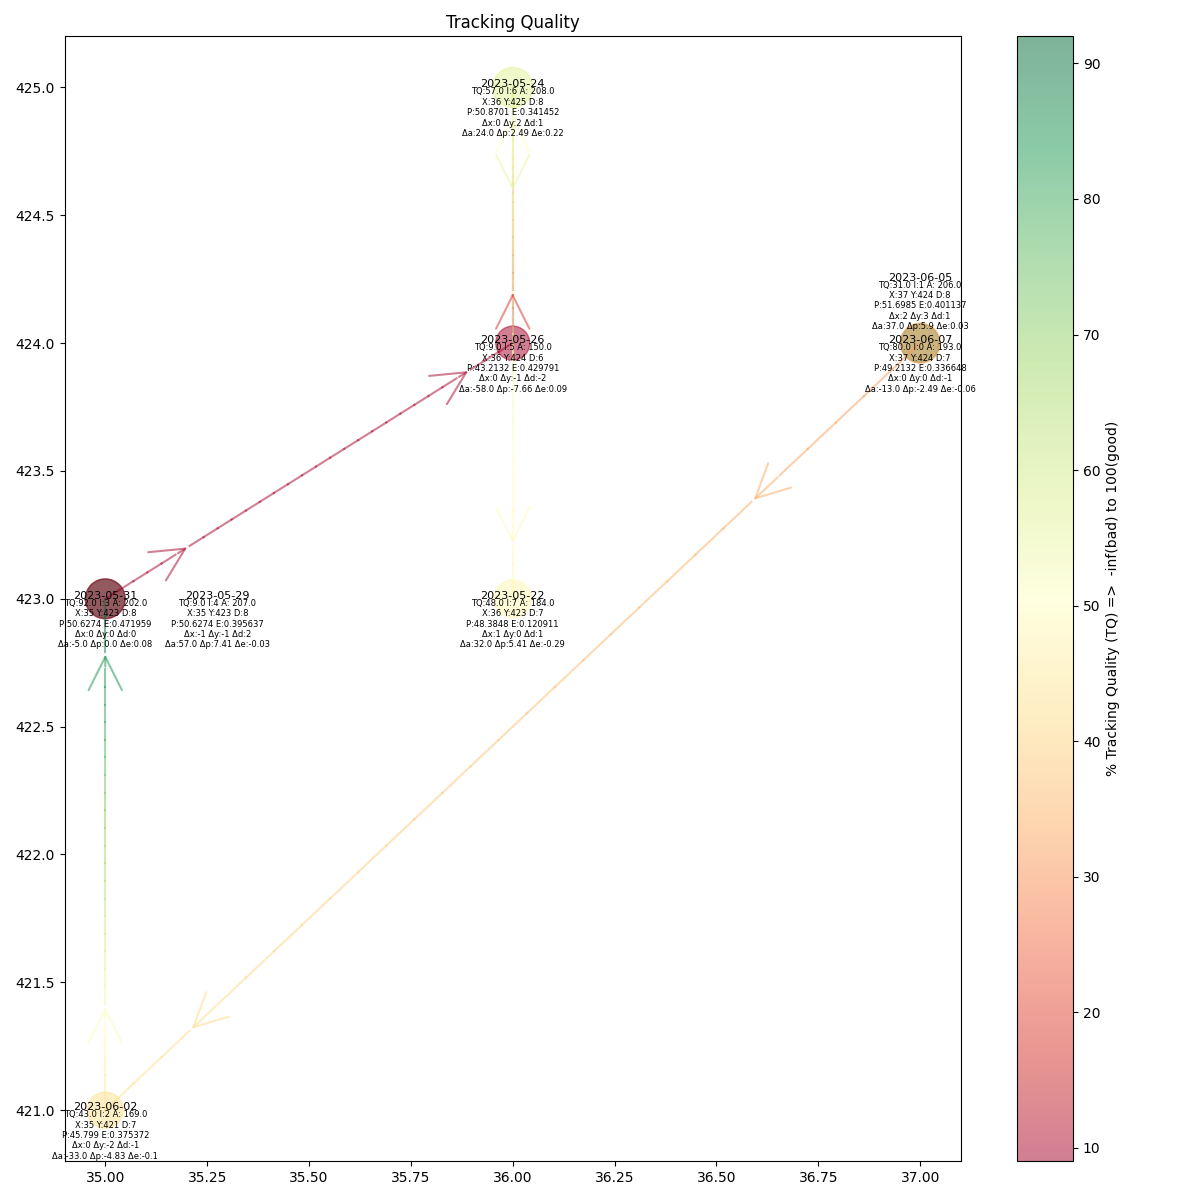 Tracking Quality
425.0
424.5
424.0
423.5
423.0
422.5
422.0
421.5
421.0
2023-05-24
TQ:57.0 I:6 A: 208.0
X:36 Y:425 D:8
P:50.8701 E:0.341452
Δx:0 Δy:2 Δd:1
Δa:24.0 Δp:2.49 Δe:0.22
2023-06-05
TQ:31.0 I:1 A: 206.0
X:37 Y:424 D:8
P:51.6985 E:0.401137
Δx:2 Δy:3 Δd:1
Δa:37.0 Δp:5.9 Δe:0.03
2023-06-07
TQ:80.0 I:0 A: 193.0
X:37 Y:424 D:7
P:49.2132 E:0.336648
Δx:0 Δy:0 Δd:-1
Δa:-13.0 Δp:-2.49 Δe:-0.06
2023-05-26
TQ:9.0 I:5 A: 150.0
X:36 Y:424 D:6
P:43.2132 E:0.429791
Δx:0 Δy:-1 Δd:-2
Δa:-58.0 Δp:-7.66 Δe:0.09
2023-05-31
TQ:92.0 I:3 A: 202.0
X:35 Y:423 D:8
P:50.6274 E:0.471959
Δx:0 Δy:0 Δd:0
Δa:-5.0 Δp:0.0 Δe:0.08
2023-05-29
TQ:9.0 I:4 A: 207.0
X:35 Y:423 D:8
P:50.6274 E:0.395637
Δx:-1 Δy:-1 Δd:2
Δa:57.0 Δp:7.41 Δe:-0.03
2023-05-22
TQ:48.0 I:7 A: 184.0
X:36 Y:423 D:7
P:48.3848 E:0.120911
Δx:1 Δy:0 Δd:1
Δa:32.0 Δp:5.41 Δe:-0.29
2023-06-02
TQ:43.0 I:2 A: 169.0
X:35 Y:421 D:7
P:45.799 E:0.375372
Δx:0 Δy:-2 Δd:-1
Δa:-33.0 Δp:-4.83 Δe:-0.1
35.00 35.25 35.50 35.75 36.00 36.25 36.50 36.75 37.00
90
80
70
60
50
40
30
20
10
% Tracking Quality (TQ) => -inf(bad) to 100(good)